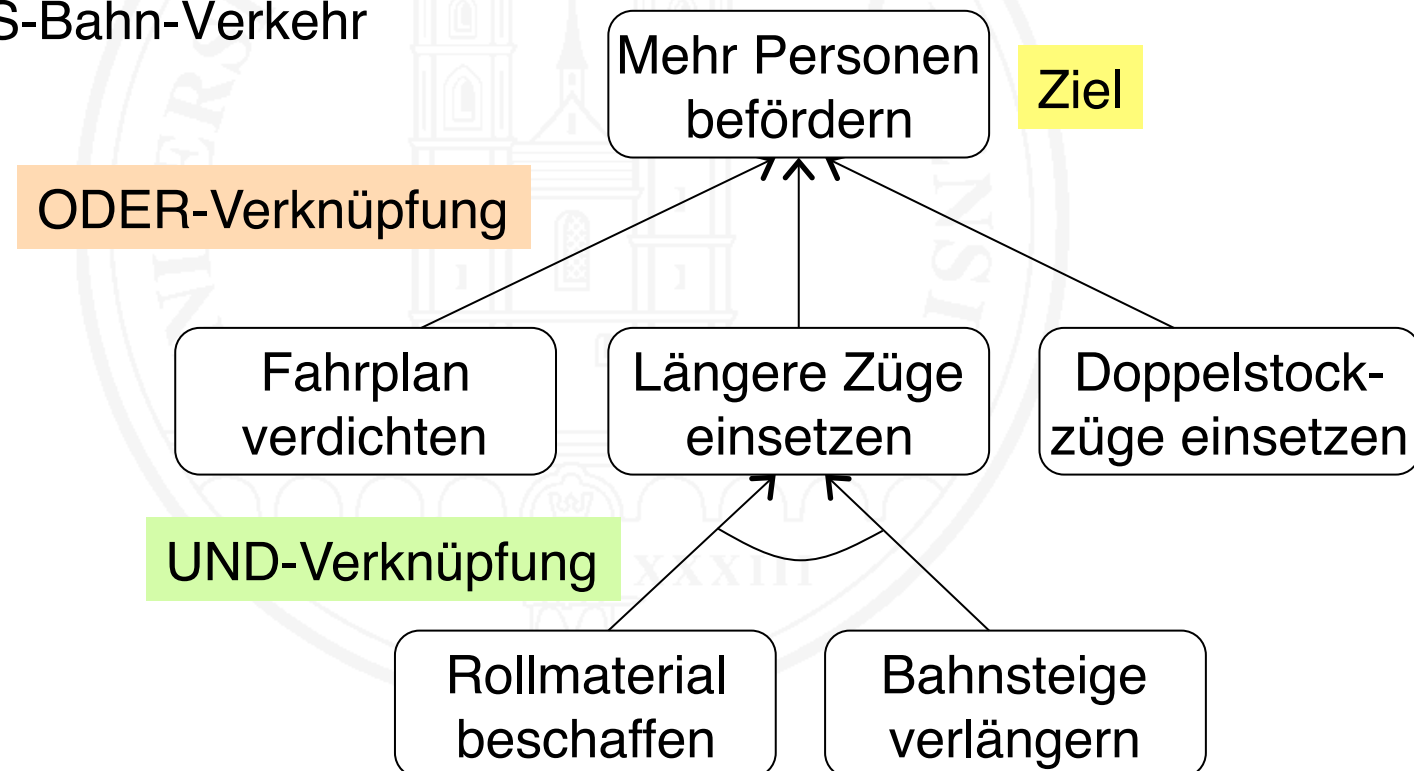 S-Bahn-Verkehr
Mehr Personen
befördern
Ziel
ODER-Verknüpfung
Fahrplan
verdichten
Längere Züge
einsetzen
Doppelstock-
züge einsetzen
UND-Verknüpfung
XXXIII
Rollmaterial
beschaffen
Bahnsteige
verlängern